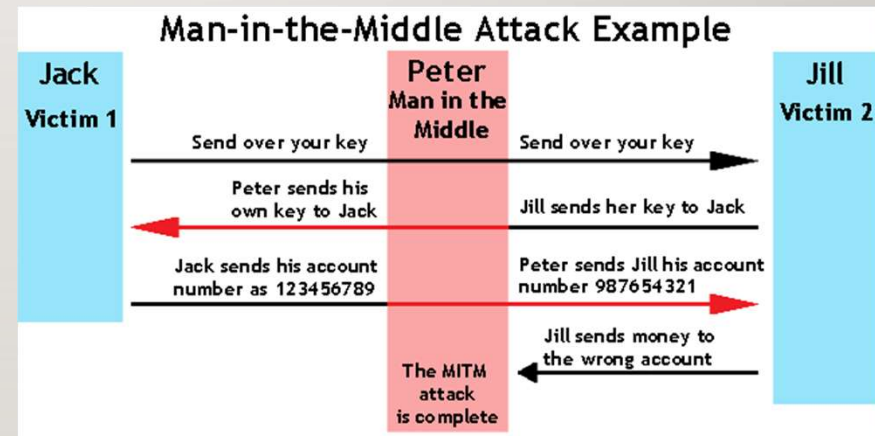 Man-in-the-Middle Attack Example
Jack
Victim 1
Peter
Man in the
Middle
Jill
Victim 2
Send over your key
Send over your key
Peter sends his
own key to Jack
Jill sends her key to Jack
Jack sends his account
number as 123456789
Peter sends Jill his account
number 987654321
Jill sends money to
the wrong account
The MITM
attack
is complete